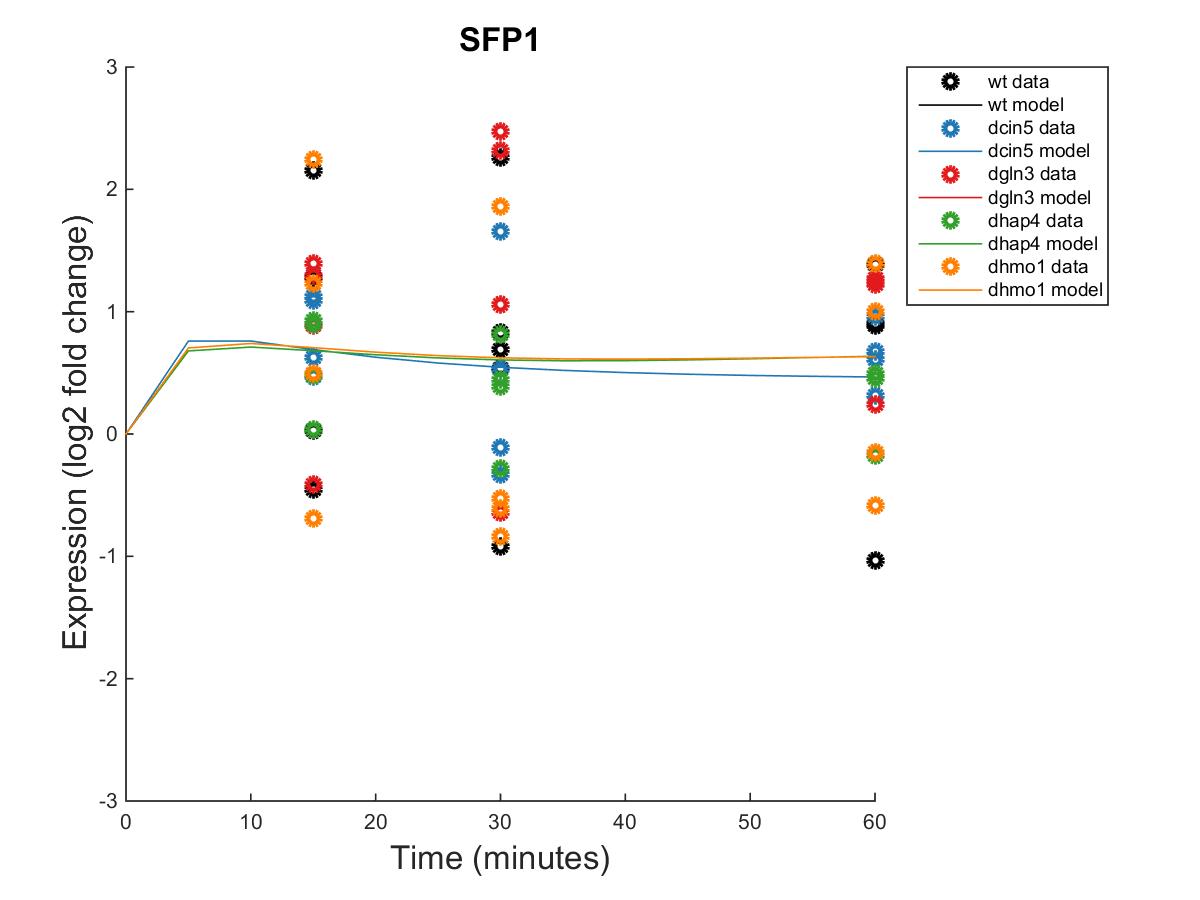 SFP1
3
2
1
0
-1
-2
-3
Expression (log2 fold change)
0 10 20 30 40 50 60
Time (minutes)
wt data
wt model
dcin5 data
dcin5 model
dgln3 data
dgln3 model
dhap4 data
dhap4 model
dhmo1 data
dhmo1 model